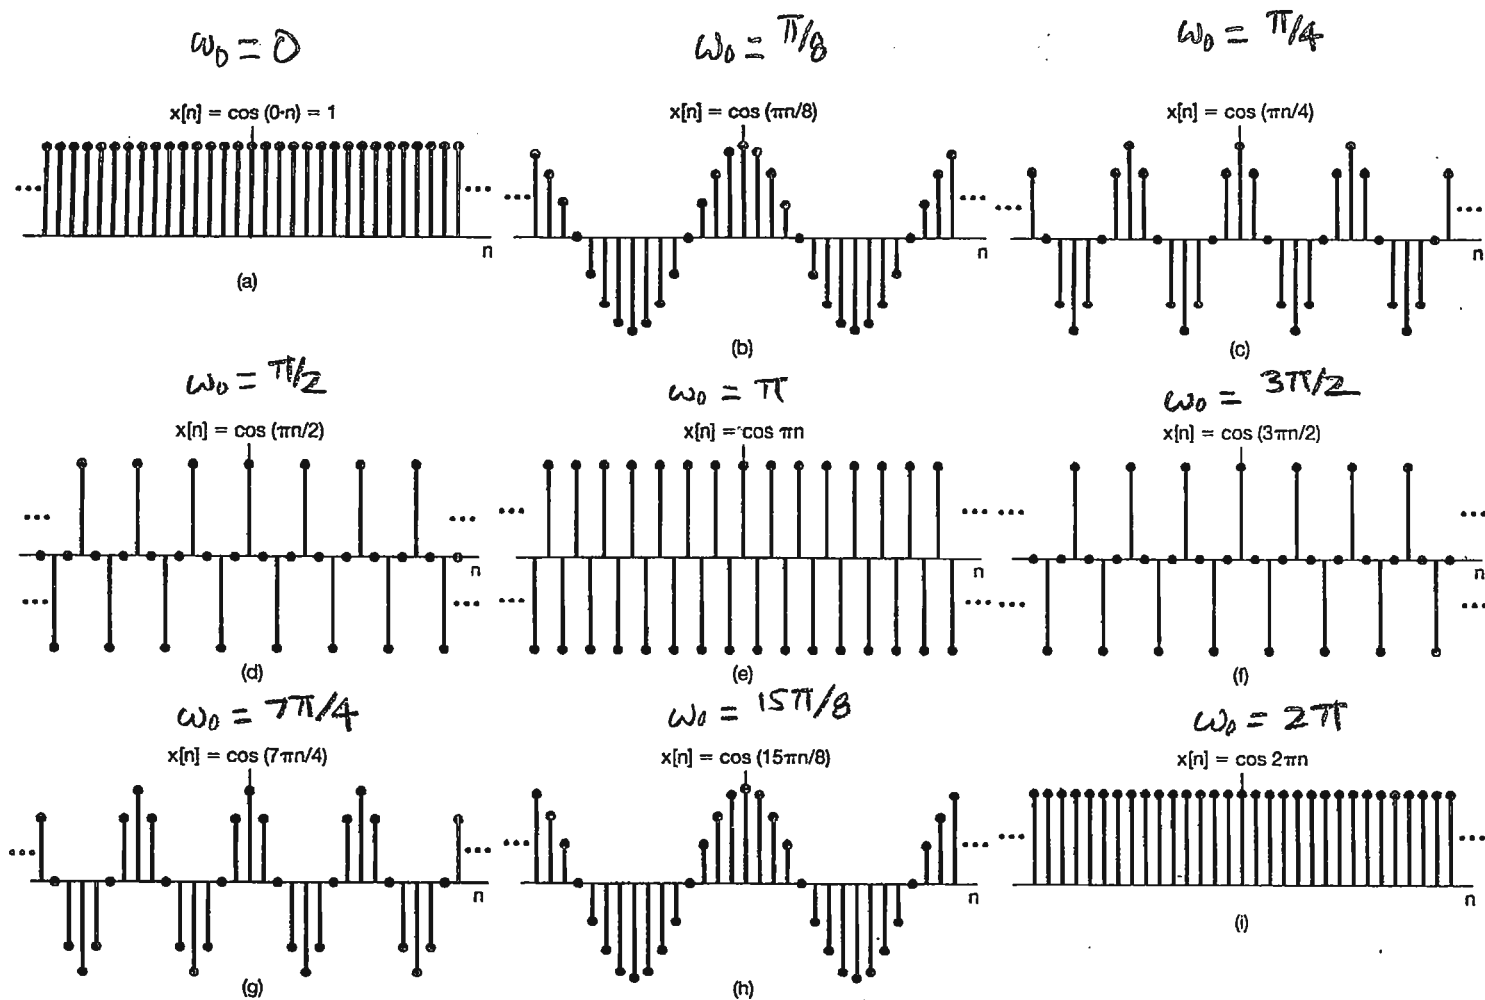 ω₀ = 0
x[n] = cos (0·n) = 1
n
(a)
ω₀ = π/8
x[n] = cos (πn/8)
n
(b)
ω₀ = π/4
x[n] = cos (πn/4)
n
(c)
ω₀ = π/2
x[n] = cos (πn/2)
n
(d)
ω₀ = π
x[n] = cos πn
n
(e)
ω₀ = 3π/2
x[n] = cos (3πn/2)
n
(f)
ω₀ = 7π/4
x[n] = cos (7πn/4)
n
(g)
ω₀ = 15π/8
x[n] = cos (15πn/8)
n
(h)
ω₀ = 2π
x[n] = cos 2πn
n
(i)